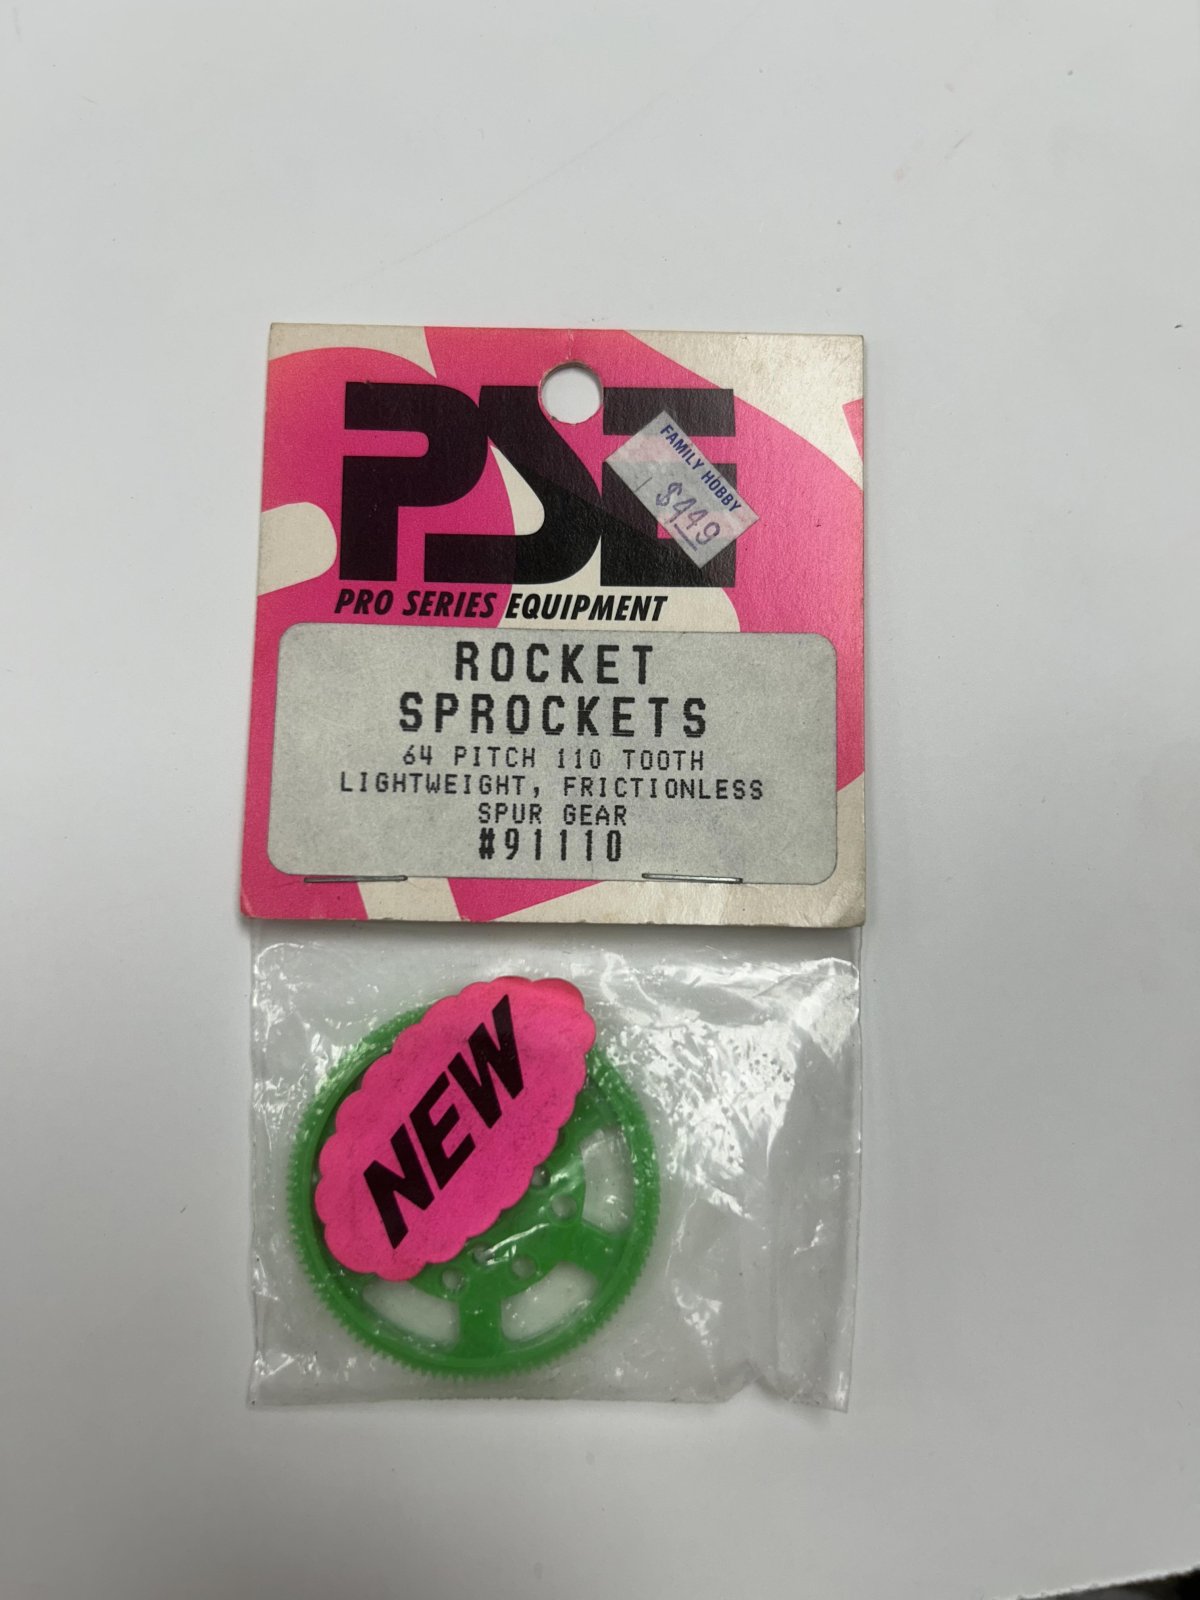 PSE
FAMILY HOBBY
$4.49
PRO SERIES EQUIPMENT
ROCKET
SPROCKETS
64 PITCH 110 TOOTH
LIGHTWEIGHT, FRICTIONLESS
SPUR GEAR
#91110
NEW